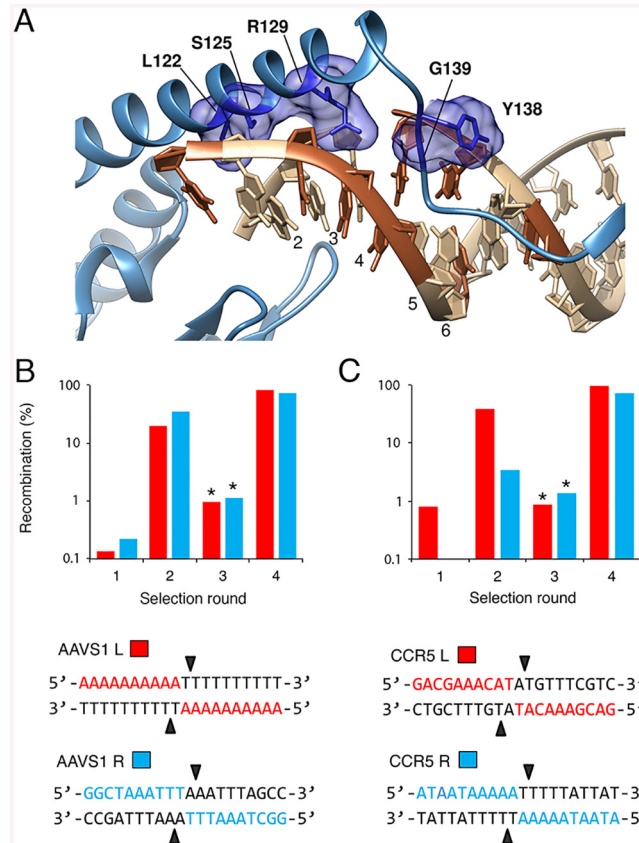 A
R129
S125
L122
G139
Y138
2
3
4
5
6
B
C
Recombination (%)
100
10
1
0.1
* *
1 2 3 4
Selection round
100
10
1
0.1
* *
1 2 3 4
Selection round
AAVS1 L
5’-AAAAAAAAAATTTTTTTTTT-3’
3’-TTTTTTTTTTAAAAAAAAAA-5’
AAVS1 R
5’-GGCTAAATTTAAATTTAGCC-3’
3’-CCGATTTAAATTTAAATCGG-5’
CCR5 L
5’-GACGAAACATATGTTTCGTC-3’
3’-CTGCTTTGTATACAAAGCAG-5’
CCR5 R
5’-ATAATAAAAATTTTTATTAT-3’
3’-TATTATTTTTAAAAATAATA-5’